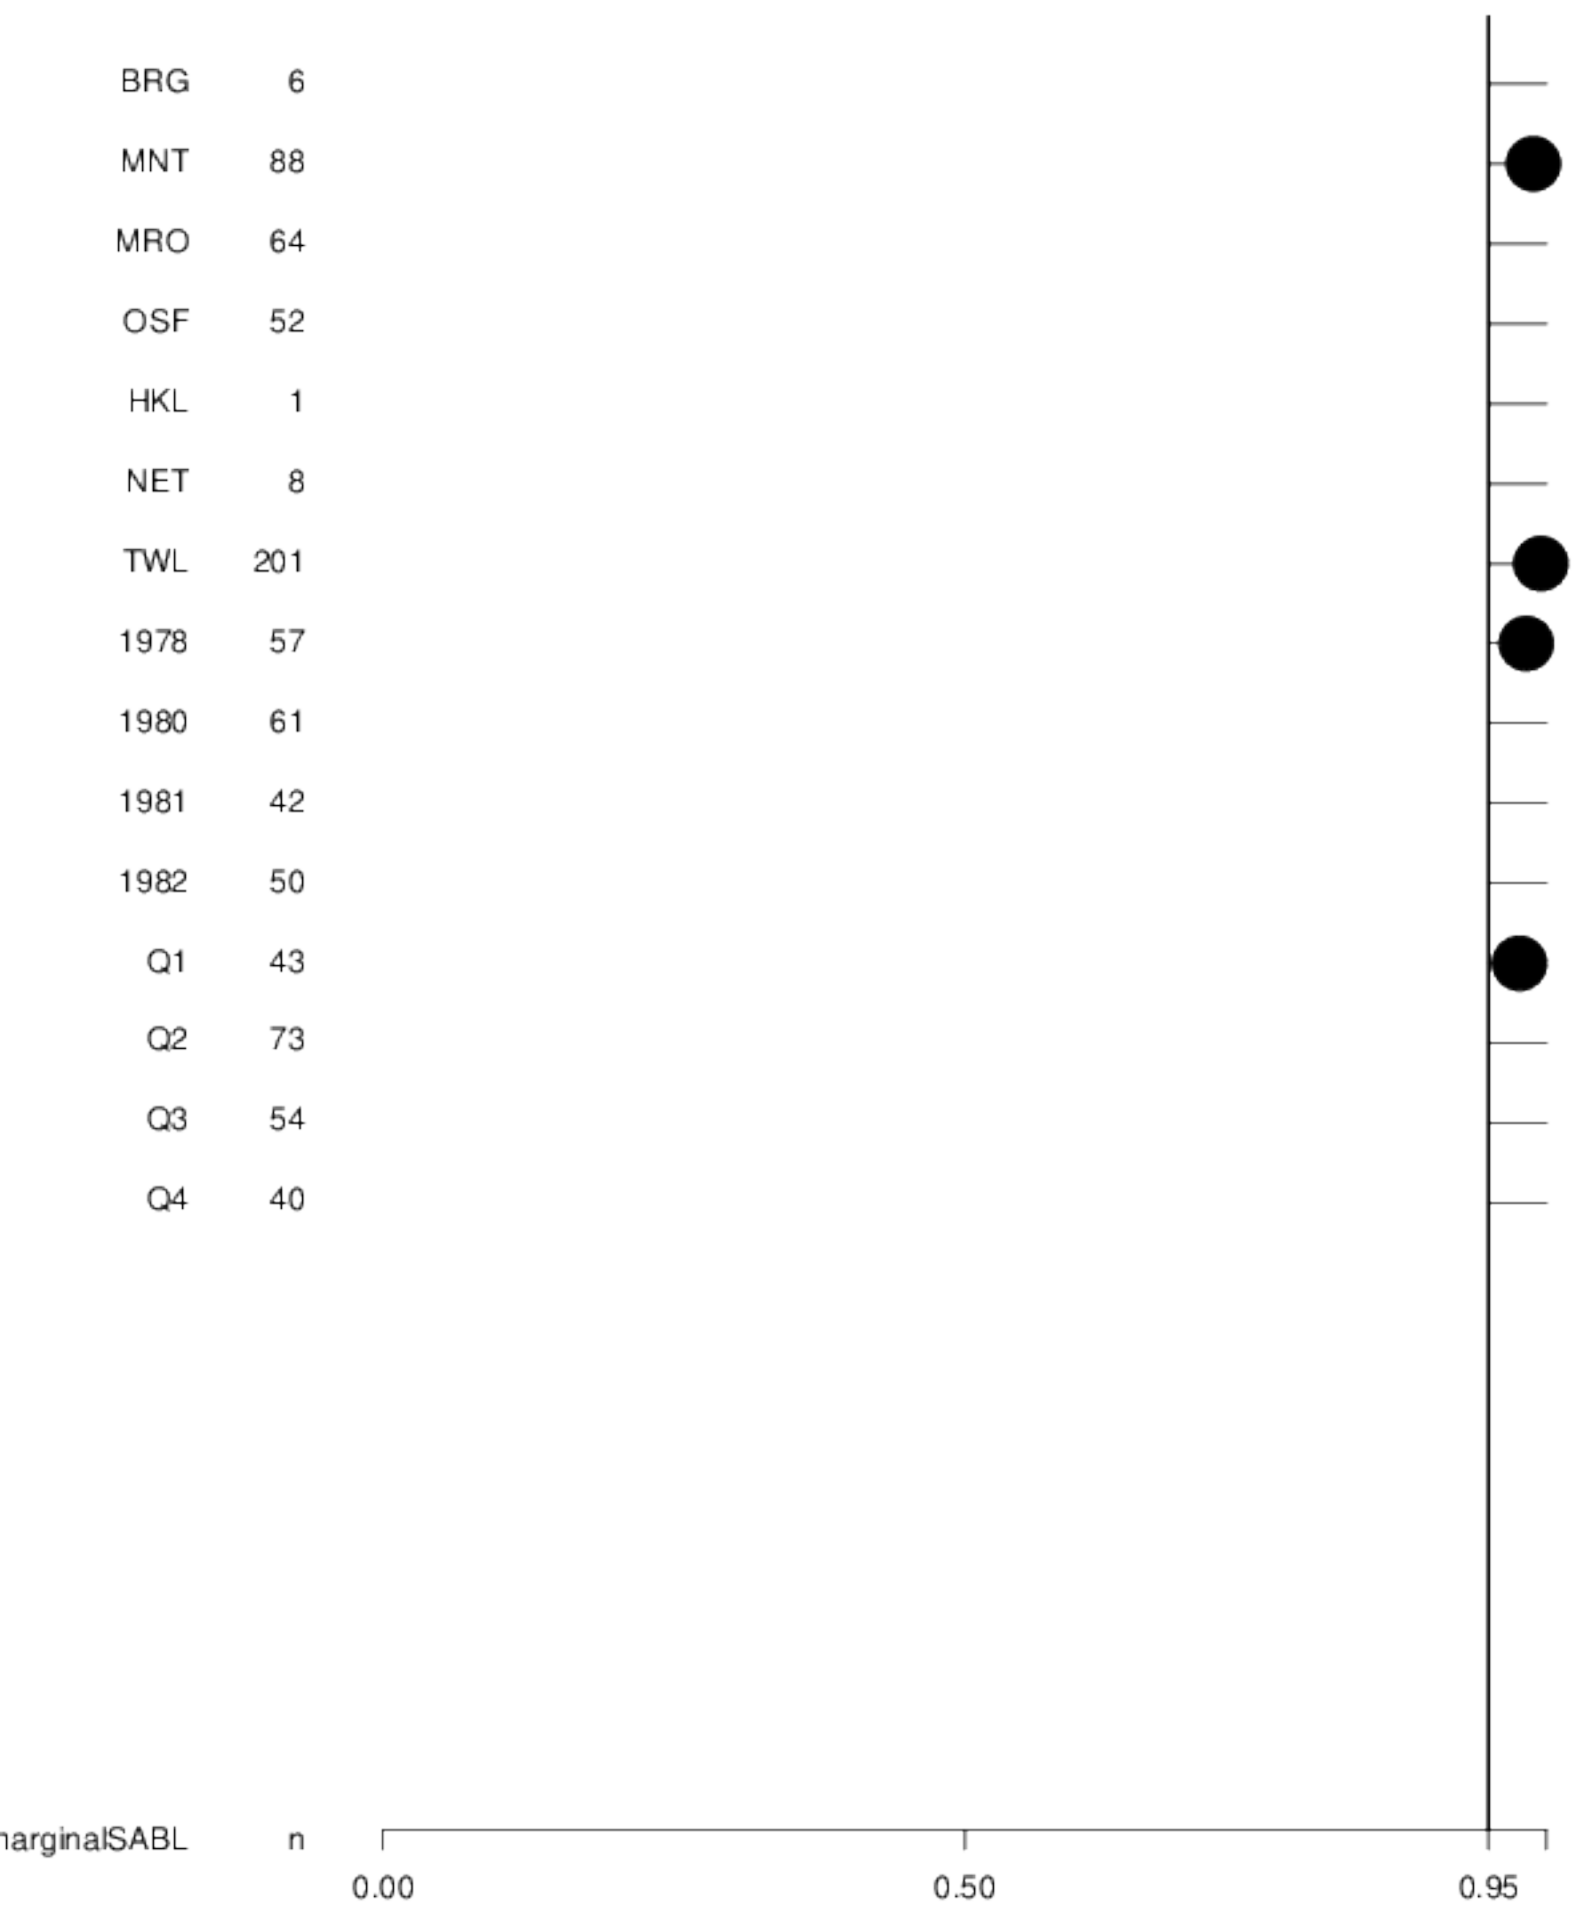 BRG 6
MNT 88
MRO 64
OSF 52
HKL 1
NET 8
TWL 201
1978 57
1980 61
1981 42
1982 50
Q1 43
Q2 73
Q3 54
Q4 40
arginalSABL n
0.00 0.50 0.95